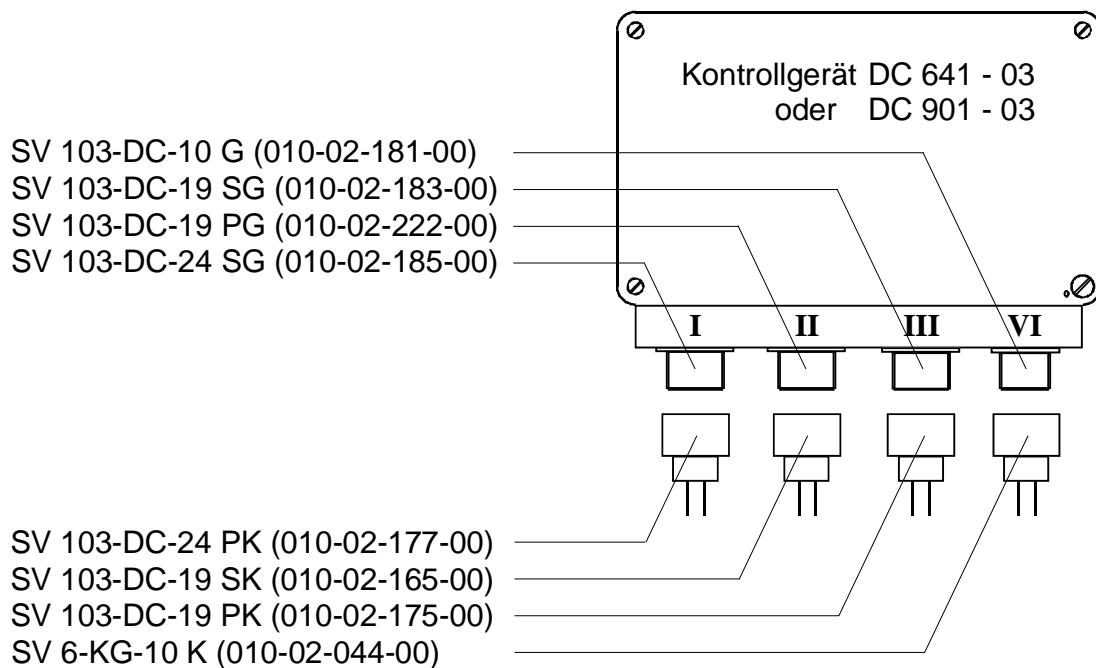 Kontrollgerät DC 641 - 03
oder DC 901 - 03
SV 103-DC-10 G (010-02-181-00)
SV 103-DC-19 SG (010-02-183-00)
SV 103-DC-19 PG (010-02-222-00)
SV 103-DC-24 SG (010-02-185-00)
I II III VI
SV 103-DC-24 PK (010-02-177-00)
SV 103-DC-19 SK (010-02-165-00)
SV 103-DC-19 PK (010-02-175-00)
SV 6-KG-10 K (010-02-044-00)